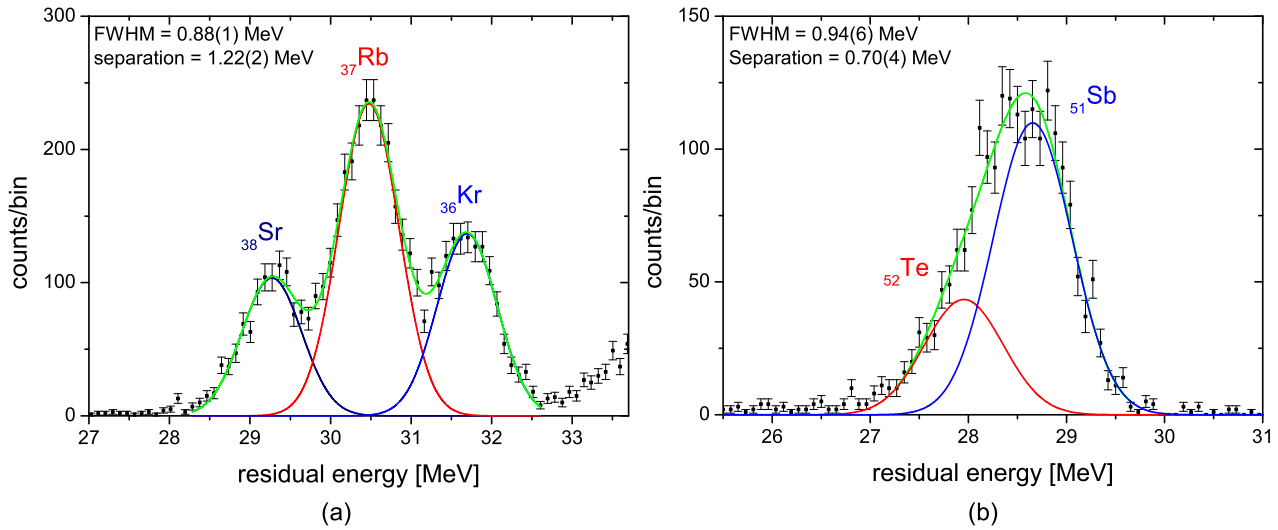 FWHM = 0.88(1) MeV
separation = 1.22(2) MeV
37Rb
38Sr
36Kr
300
200
100
0
counts/bin
27 28 29 30 31 32 33
residual energy [MeV]
(a)
FWHM = 0.94(6) MeV
Separation = 0.70(4) MeV
51Sb
52Te
150
100
50
0
counts/bin
26 27 28 29 30 31
residual energy [MeV]
(b)